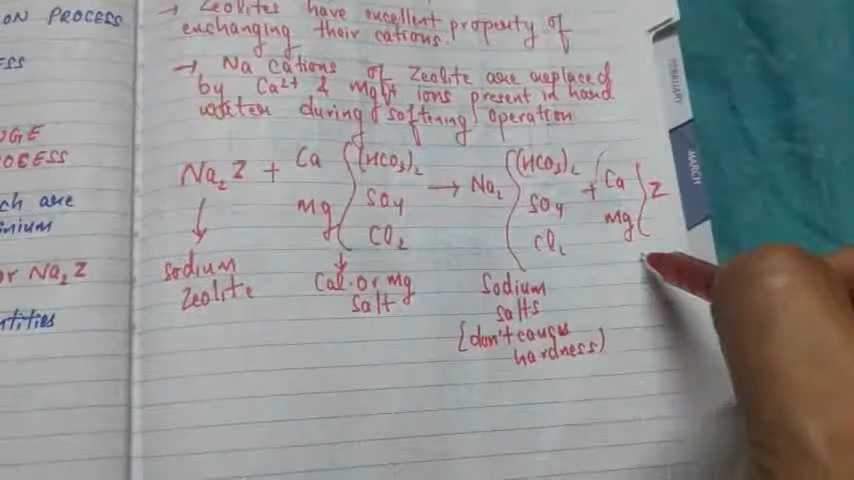 ON PROCESS
ESS
OGE
OCESS
ch are
inium
or Na₂Z
ntities
→ Zeolites have excellent property of
exchanging their cations.
→ Na cations of Zeolite are replaced
by Ca²⁺ & Mg²⁺ ions present in hard
water during softening operation
Na₂Z + Ca (HCO₃)₂ → Na₂ (HCO₃)₂ + Ca Z
Mg SO4 SO4 Mg
Cl₂ Cl₂
Sodium
Zeolite
Cal. or mg
Salt
Sodium
salts
[don't cause
hardness)
FEBRUARY
MARCH